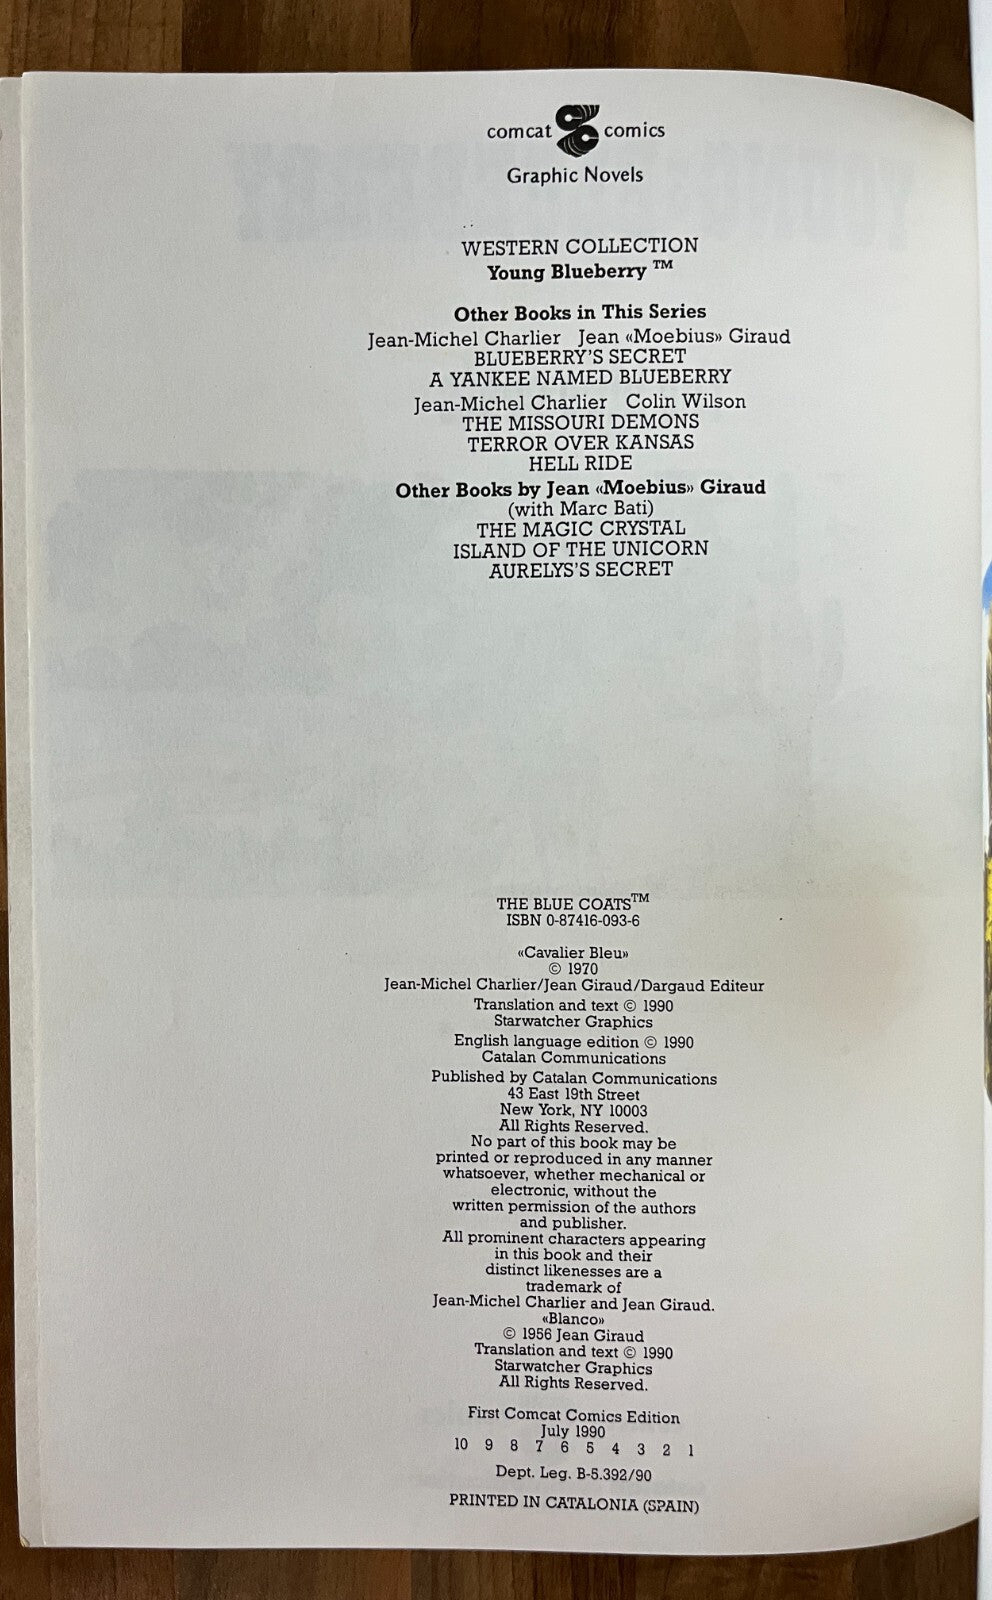 comcat comics
Graphic Novels
WESTERN COLLECTION
Young Blueberry ™
Other Books in This Series
Jean-Michel Charlier Jean «Moebius» Giraud
BLUEBERRY'S SECRET
A YANKEE NAMED BLUEBERRY
Jean-Michel Charlier Colin Wilson
THE MISSOURI DEMONS
TERROR OVER KANSAS
HELL RIDE
Other Books by Jean «Moebius» Giraud
(with Marc Bati)
THE MAGIC CRYSTAL
ISLAND OF THE UNICORN
AURELYS'S SECRET
THE BLUE COATS™
ISBN 0-87416-093-6
«Cavalier Bleu»
© 1970
Jean-Michel Charlier/Jean Giraud/Dargaud Editeur
Translation and text © 1990
Starwatcher Graphics
English language edition © 1990
Catalan Communications
Published by Catalan Communications
43 East 19th Street
New York, NY 10003
All Rights Reserved.
No part of this book may be
printed or reproduced in any manner
whatsoever, whether mechanical or
electronic, without the
written permission of the authors
and publisher.
All prominent characters appearing
in this book and their
distinct likenesses are a
trademark of
Jean-Michel Charlier and Jean Giraud.
«Blanco»
© 1956 Jean Giraud
Translation and text © 1990
Starwatcher Graphics
All Rights Reserved.
First Comcat Comics Edition
July 1990
10 9 8 7 6 5 4 3 2 1
Dept. Leg. B-5.392/90
PRINTED IN CATALONIA (SPAIN)